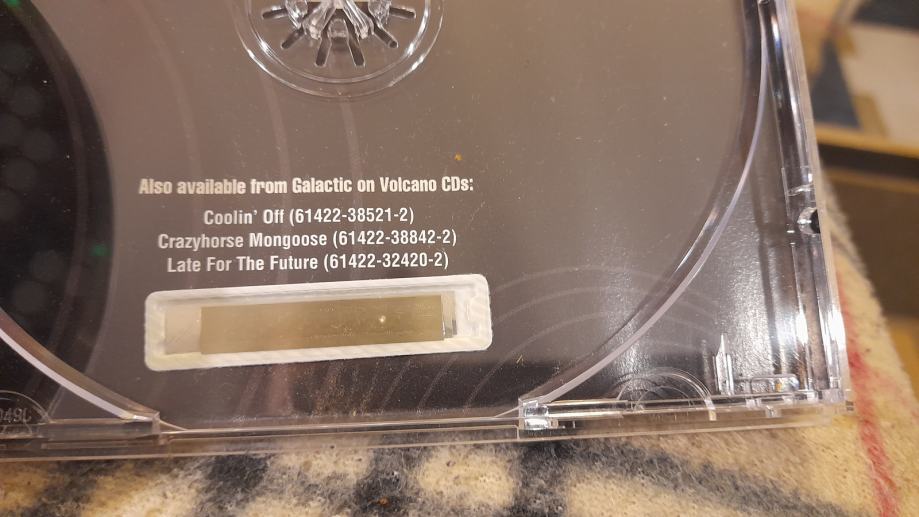 Also available from Galactic on Volcano CDs:
Coolin' Off (61422-38521-2)
Crazyhorse Mongoose (61422-38842-2)
Late For The Future (61422-32420-2)